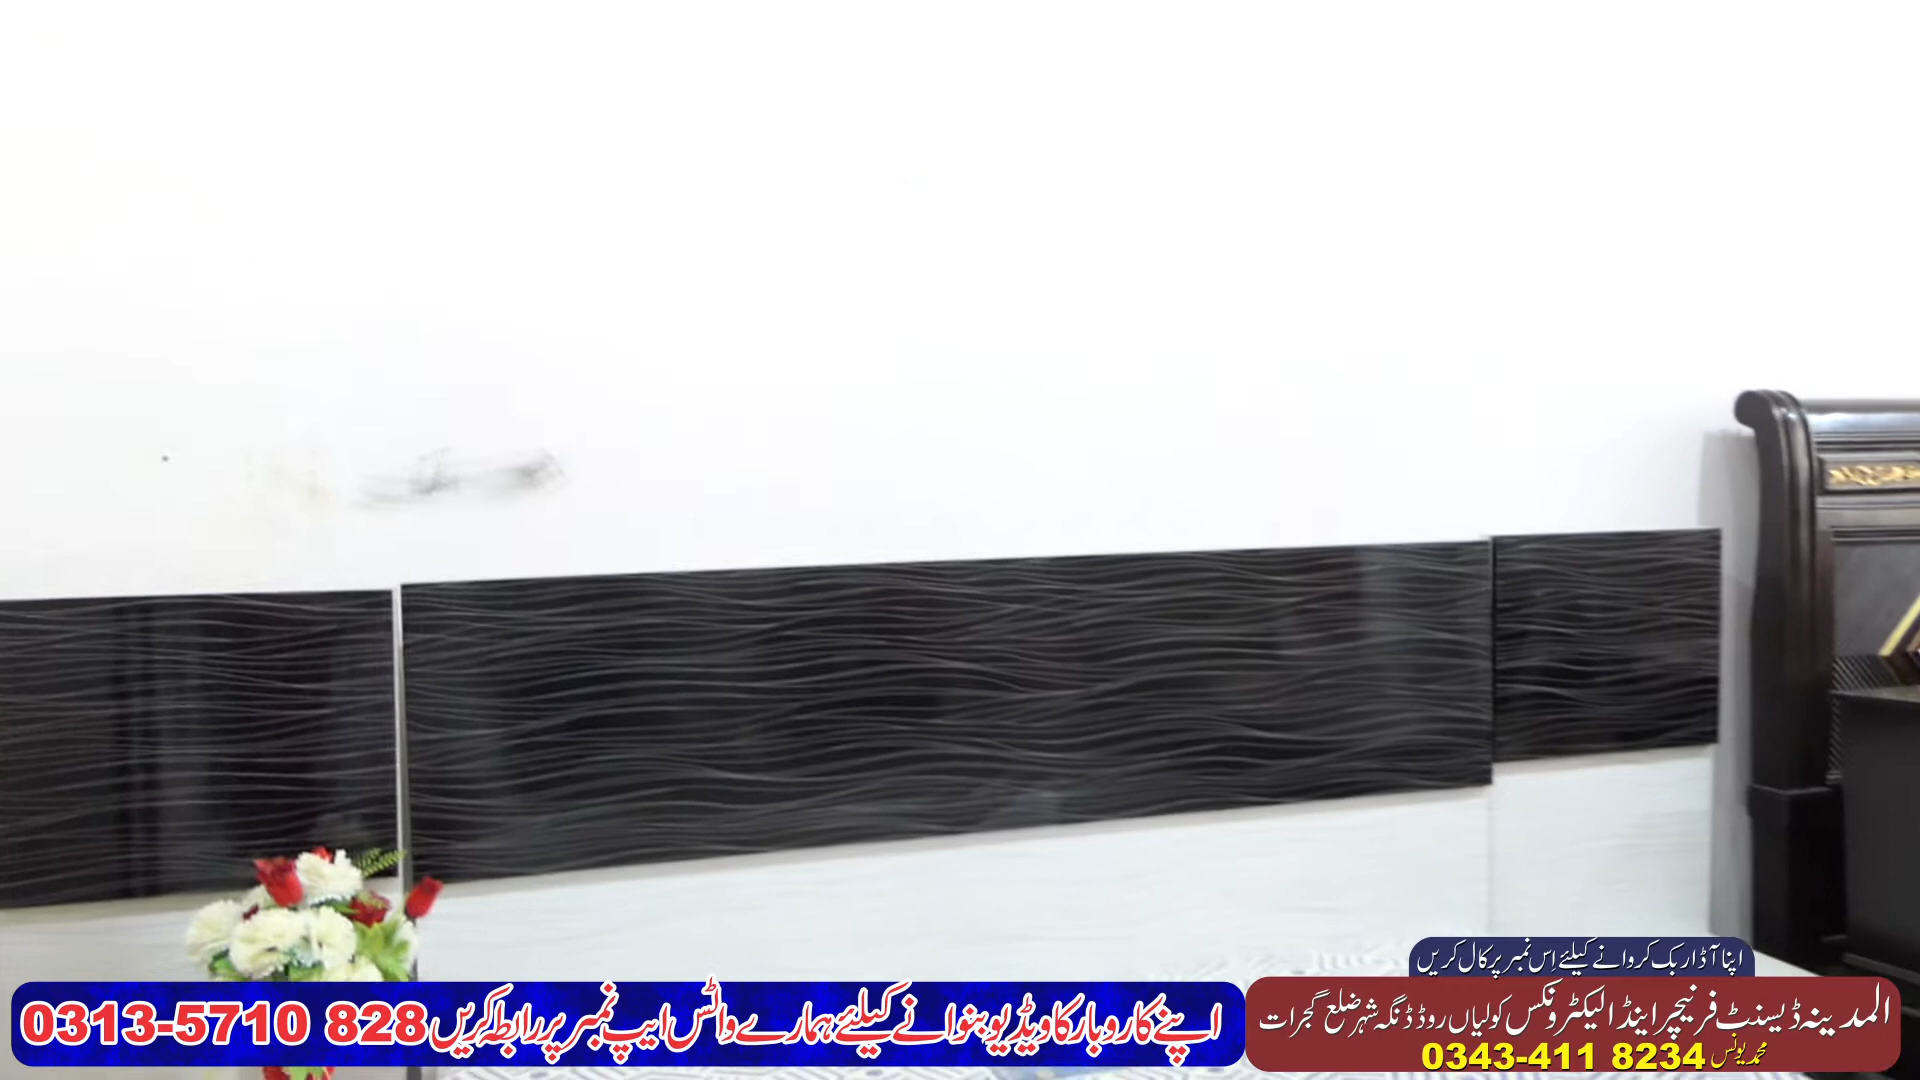 اپنا آڈار بک کروانے کیلئے اِس نمبر پر کال کریں
المدینہ ڈیسنٹ فرنیچر اینڈ الیکٹرونکس کولیاں روڈ ڈنگہ شہر ضلع گجرات
محمد یونس 0343-411 8234
اپنے کاروبار کا ویڈیو بنوانے کیلئے ہمارے واٹس ایپ نمبر پر رابطہ کریں 0313-5710 828